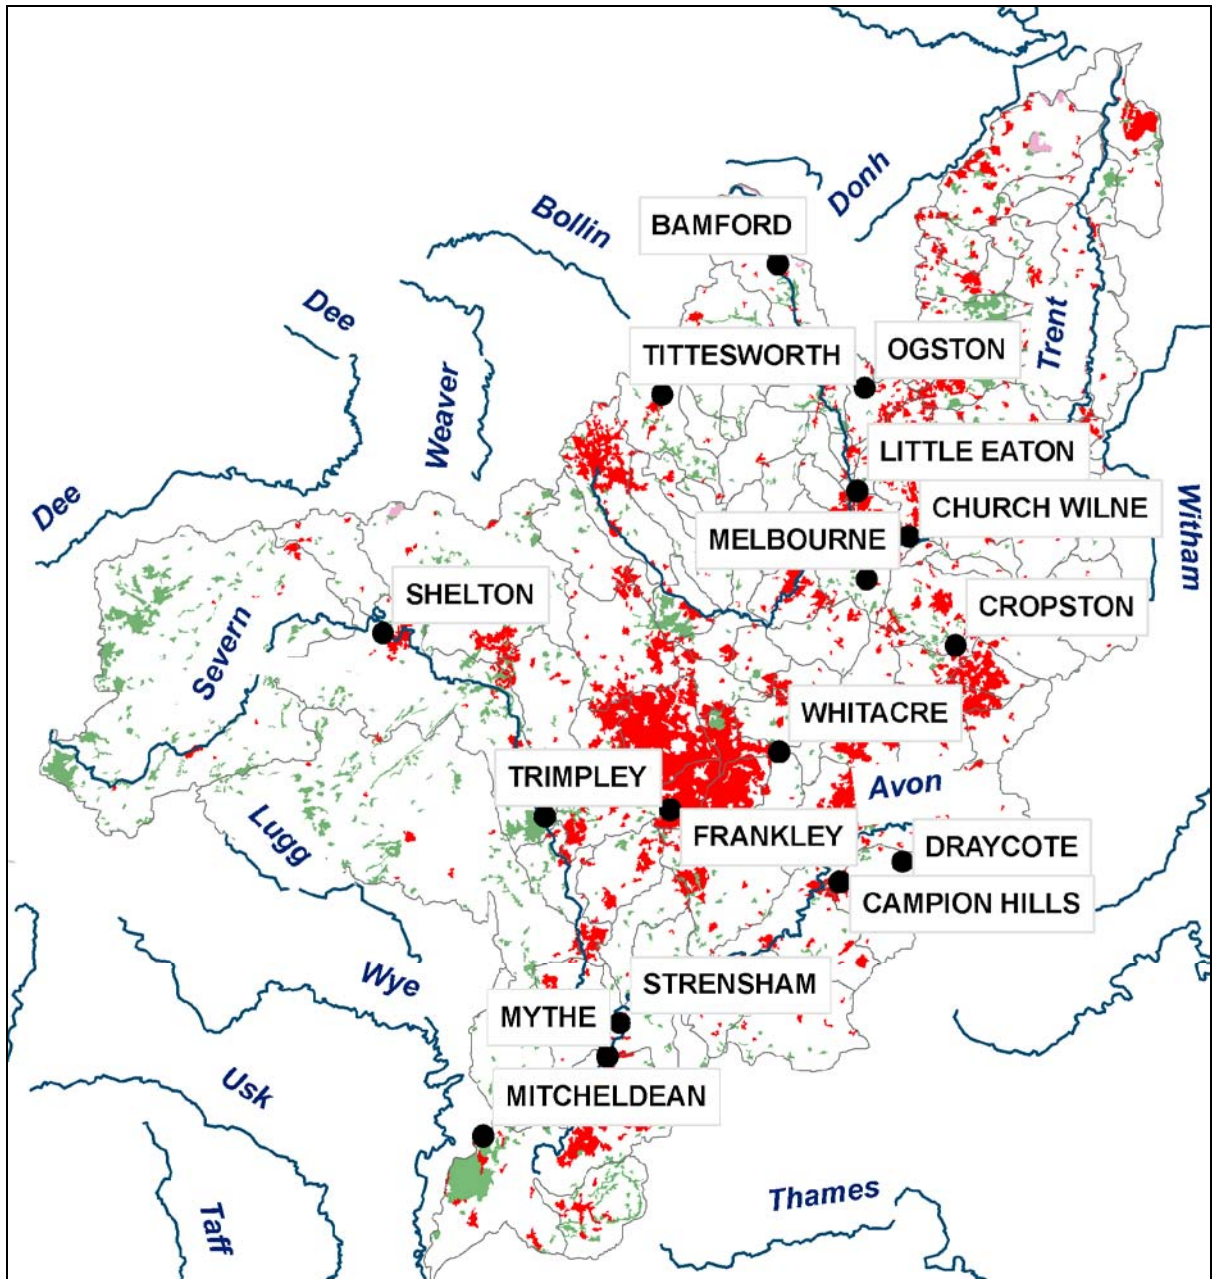 Donh
Bollin
BAMFORD
Dee
Trent
OGSTON
TITTESWORTH
Weaver
LITTLE EATON
Dee
CHURCH WILNE
Witham
MELBOURNE
SHELTON
CROPSTON
Severn
WHITACRE
TRIMPLEY
Avon
Lugg
FRANKLEY
DRAYCOTE
CAMPION HILLS
Wye
STRENSHAM
MYTHE
Usk
MITCHELDEAN
Thames
Taff